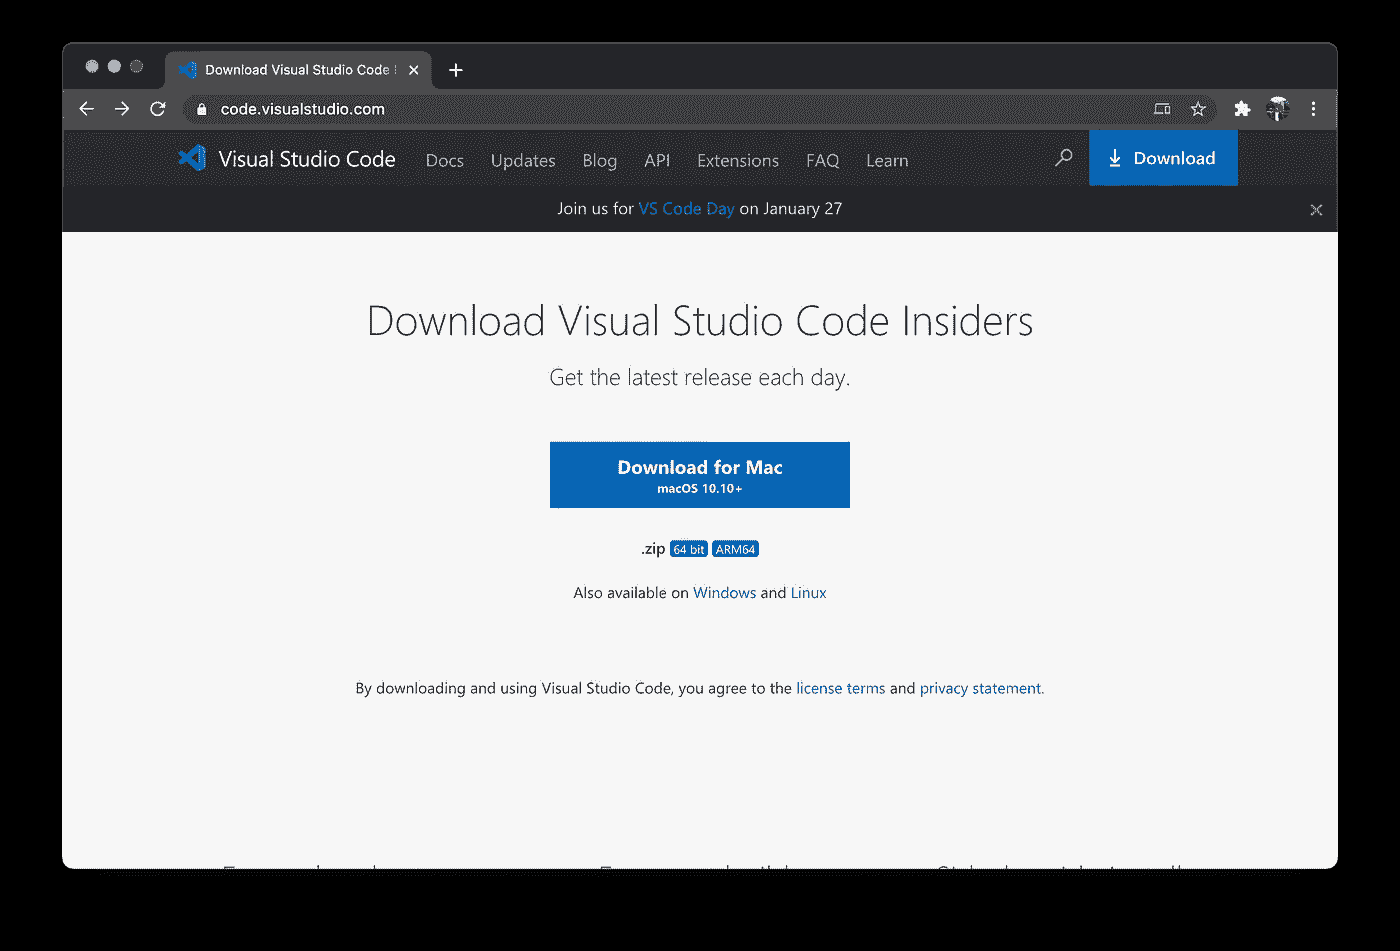 Download Visual Studio Code
code.visualstudio.com
Visual Studio Code Docs Updates Blog API Extensions FAQ Learn Download
Join us for VS Code Day on January 27
Download Visual Studio Code Insiders
Get the latest release each day.
Download for Mac
macOS 10.10+
.zip 64 bit ARM64
Also available on Windows and Linux
By downloading and using Visual Studio Code, you agree to the license terms and privacy statement.